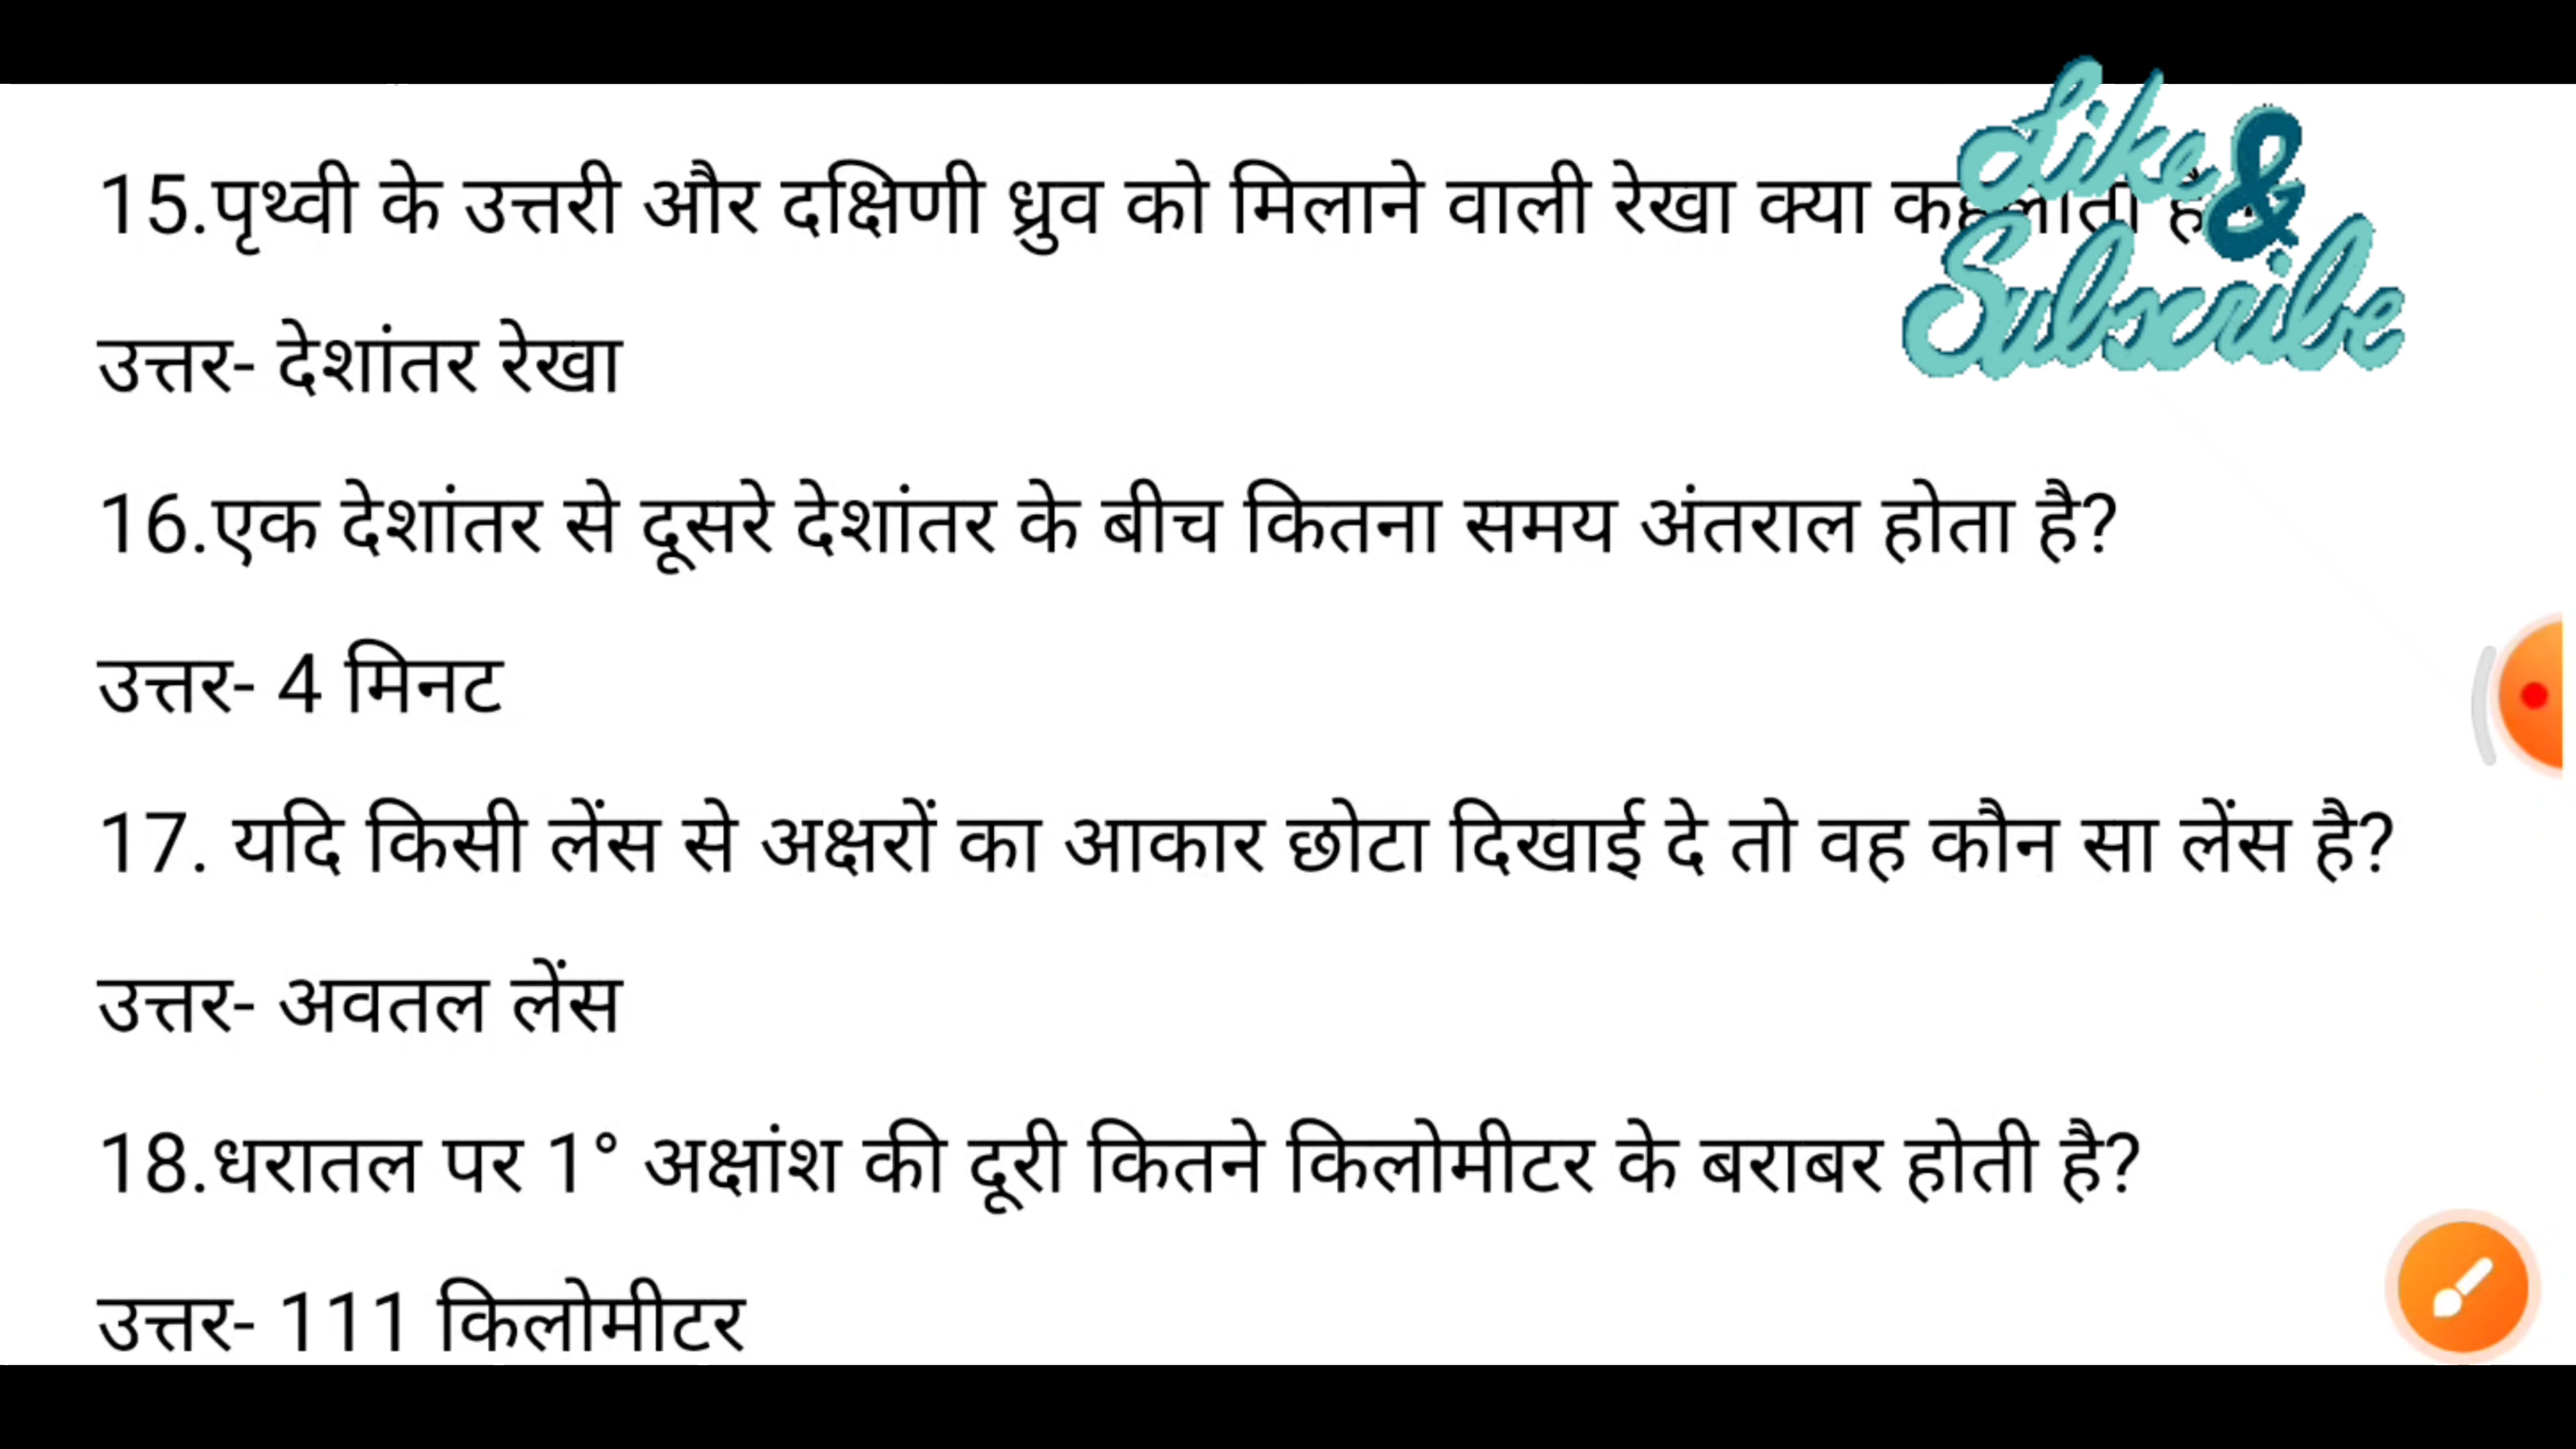 15.पृथ्वी के उत्तरी और दक्षिणी ध्रुव को मिलाने वाली रेखा क्या कहलाती है
Like &
Subscribe
उत्तर- देशांतर रेखा
16.एक देशांतर से दूसरे देशांतर के बीच कितना समय अंतराल होता है?
उत्तर- 4 मिनट
17. यदि किसी लेंस से अक्षरों का आकार छोटा दिखाई दे तो वह कौन सा लेंस है?
उत्तर- अवतल लेंस
18.धरातल पर 1° अक्षांश की दूरी कितने किलोमीटर के बराबर होती है?
उत्तर- 111 किलोमीटर